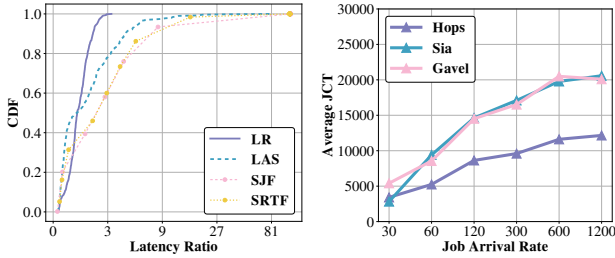 1.0
0.8
0.6
0.4
0.2
0.0
CDF
0 3 9 27 81
Latency Ratio
LR
LAS
SJF
SRTF
30000
25000
20000
15000
10000
5000
0
Average JCT
30 60 120 300 600 1200
Job Arrival Rate
Hops
Sia
Gavel